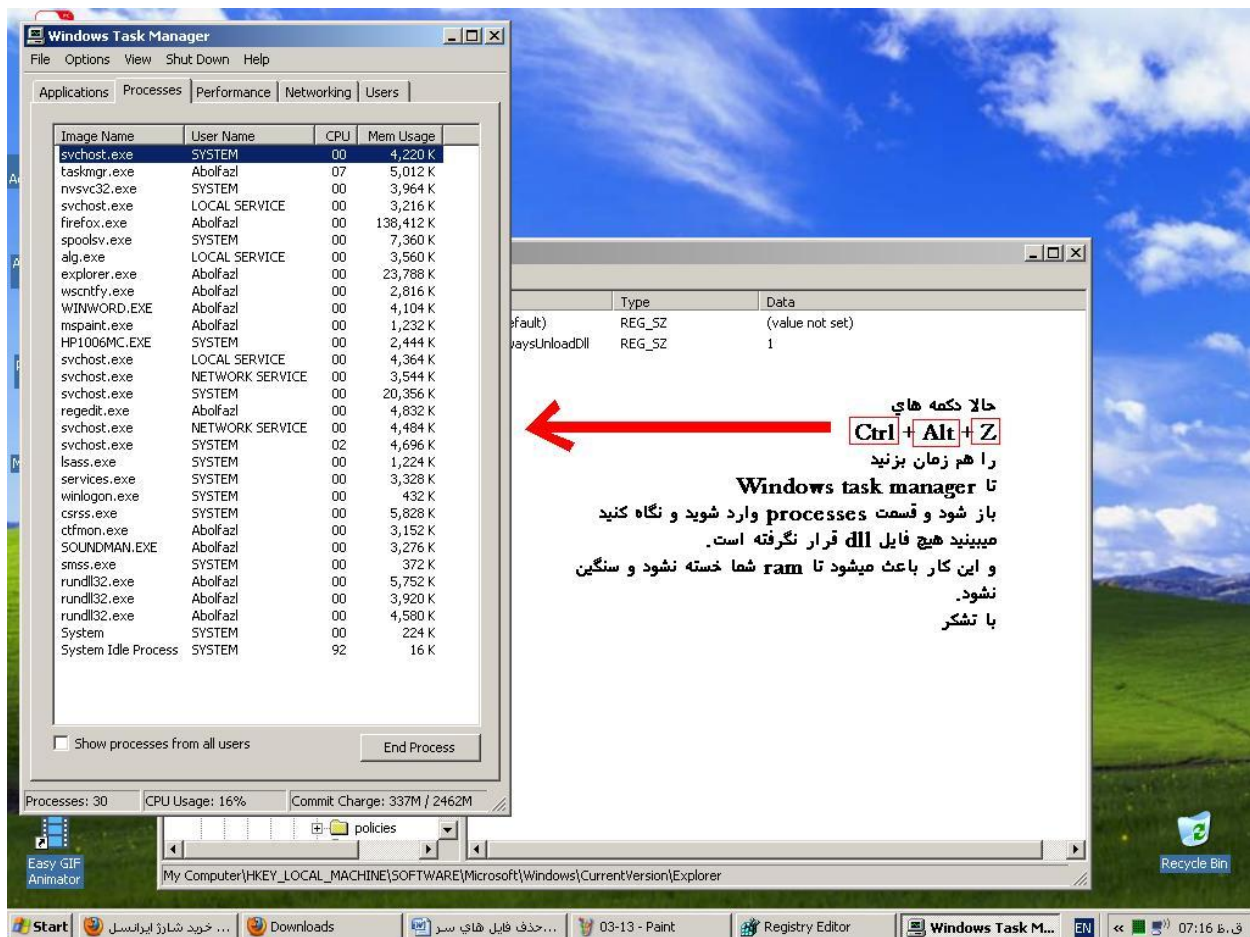 Windows Task Manager
File Options View Shut Down Help
Applications Processes Performance Networking Users
Image Name User Name CPU Mem Usage
svchost.exe SYSTEM 00 4,220 K
taskmgr.exe Abolfazl 07 5,012 K
nvsvc32.exe SYSTEM 00 3,964 K
svchost.exe LOCAL SERVICE 00 3,216 K
firefox.exe Abolfazl 00 138,412 K
spoolsv.exe SYSTEM 00 7,360 K
alg.exe LOCAL SERVICE 00 3,560 K
explorer.exe Abolfazl 00 23,788 K
wscntfy.exe Abolfazl 00 2,816 K
WINWORD.EXE Abolfazl 00 4,104 K
mspaint.exe Abolfazl 00 1,232 K
HP1006MC.EXE SYSTEM 00 2,444 K
svchost.exe LOCAL SERVICE 00 4,364 K
svchost.exe NETWORK SERVICE 00 3,544 K
svchost.exe SYSTEM 00 20,356 K
regedit.exe Abolfazl 00 4,832 K
svchost.exe NETWORK SERVICE 00 4,484 K
svchost.exe SYSTEM 02 4,696 K
lsass.exe SYSTEM 00 1,224 K
services.exe SYSTEM 00 3,328 K
winlogon.exe SYSTEM 00 432 K
csrss.exe SYSTEM 00 5,828 K
ctfmon.exe Abolfazl 00 3,152 K
SOUNDMAN.EXE Abolfazl 00 3,276 K
smss.exe SYSTEM 00 372 K
rundll32.exe Abolfazl 00 5,752 K
rundll32.exe Abolfazl 00 3,920 K
rundll32.exe Abolfazl 00 4,580 K
System SYSTEM 00 224 K
System Idle Process SYSTEM 92 16 K
Show processes from all users
End Process
Processes: 30 CPU Usage: 16% Commit Charge: 337M / 2462M
Type Data
efault) REG_SZ (value not set)
waysUnloadDll REG_SZ 1
حالا دکمه هاي
Ctrl + Alt + Z
را هم زمان بزنید
تا Windows task manager
باز شود و قسمت processes وارد شوید و نگاه کنید
میبینید هیچ فایل dll قرار نگرفته است.
و این کار باعث میشود تا ram شما خسته نشود و سنگین
نشود.
با تشکر
policies
My Computer\HKEY_LOCAL_MACHINE\SOFTWARE\Microsoft\Windows\CurrentVersion\Explorer
Easy GIF
Animator
Recycle Bin
Start
خرید شارژ ایرانسل ...
Downloads
حذف فایل هاي سر...
03-13 - Paint
Registry Editor
Windows Task M...
EN
07:16 ق.ظ